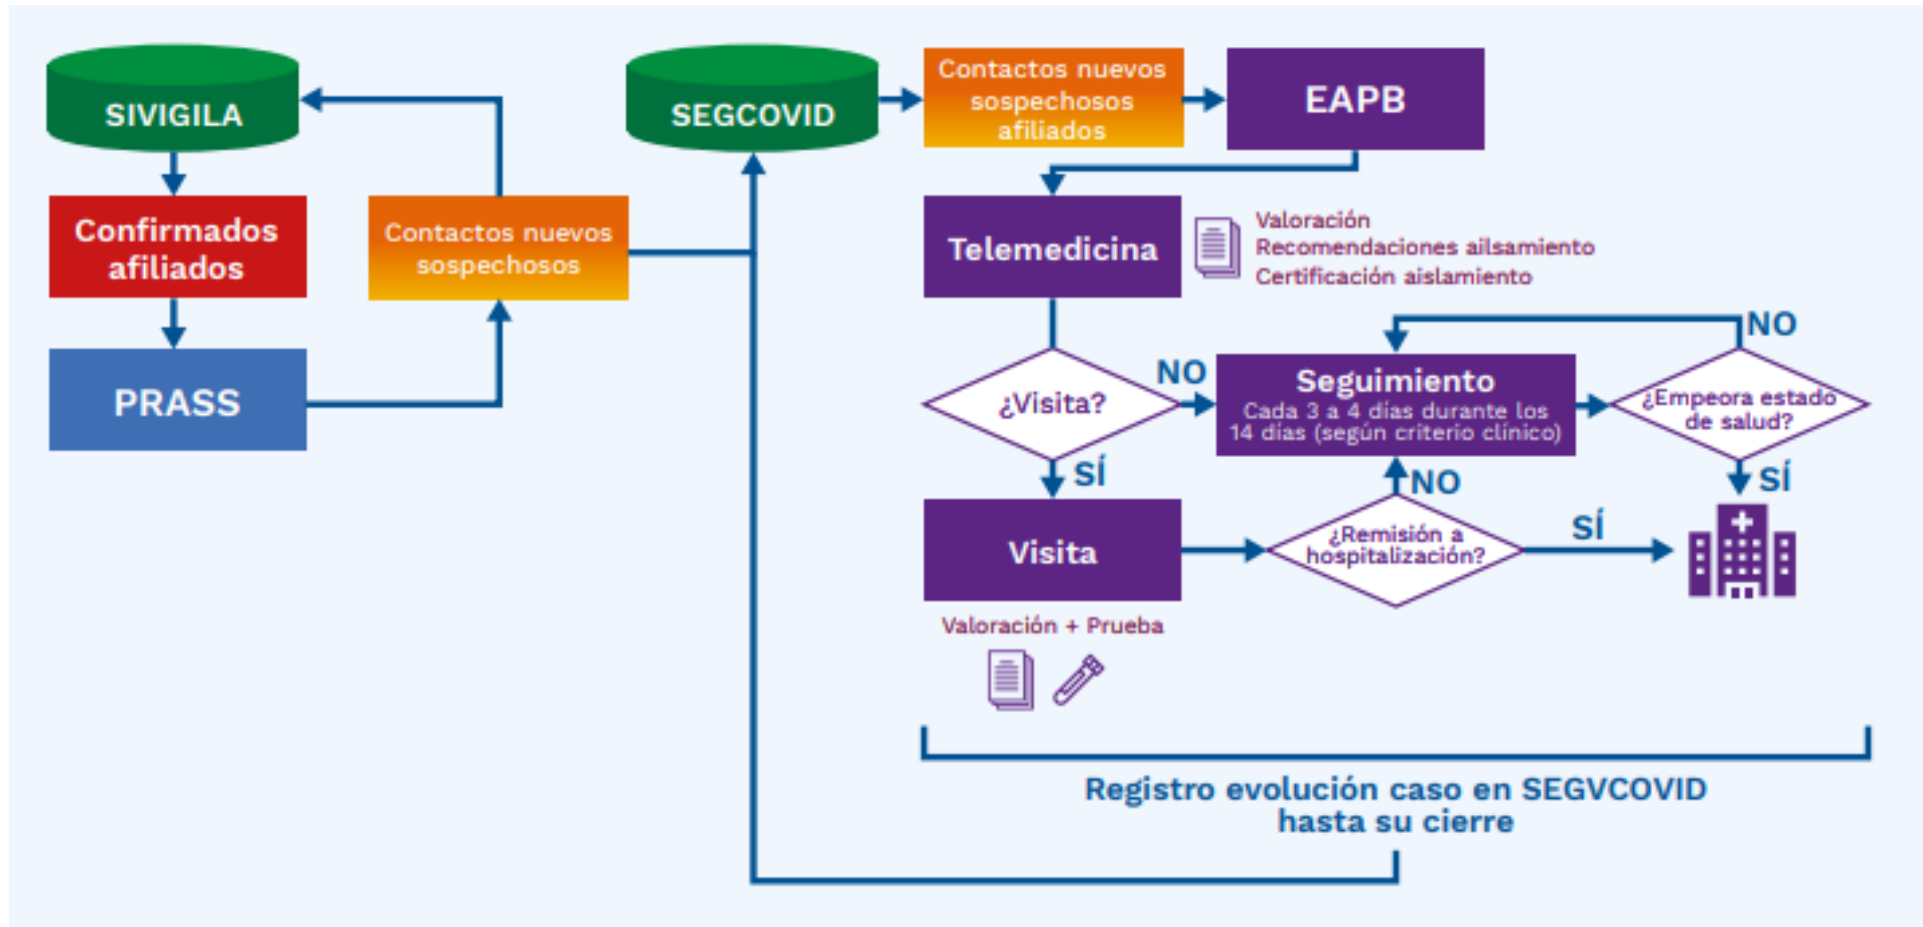 SIVIGILA
Confirmados
afiliados
PRASS
Contactos nuevos
sospechosos
SEGCOVID
Contactos nuevos
sospechosos
afiliados
EAPB
Telemedicina
Valoración
Recomendaciones ailsamiento
Certificación aislamiento
¿Visita?
NO
SÍ
Seguimiento
Cada 3 a 4 días durante los
14 días (según criterio clínico)
¿Empeora estado
de salud?
NO
SÍ
Visita
Valoración + Prueba
¿Remisión a
hospitalización?
NO
SÍ
Registro evolución caso en SEGVCOVID
hasta su cierre